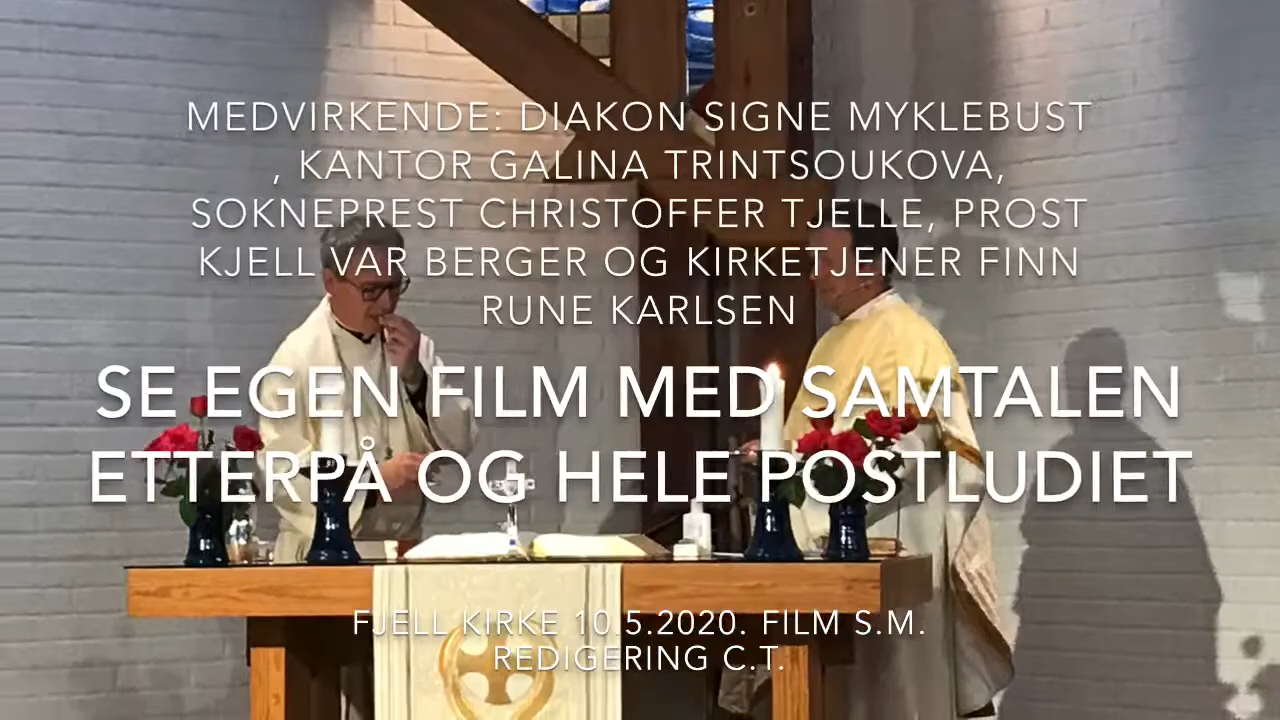 MEDVIRKENDE: DIAKON SIGNE MYKLEBUST
, KANTOR GALINA TRINTSOUKOVA,
SOKNEPREST CHRISTOFFER TJELLE, PROST
KJELL VAR BERGER OG KIRKETJENER FINN
RUNE KARLSEN
SE EGEN FILM MED SAMTALEN
ETTERPÅ OG HELE POSTLUDIET
FJELL KIRKE 10.5.2020. FILM S.M.
REDIGERING C.T.